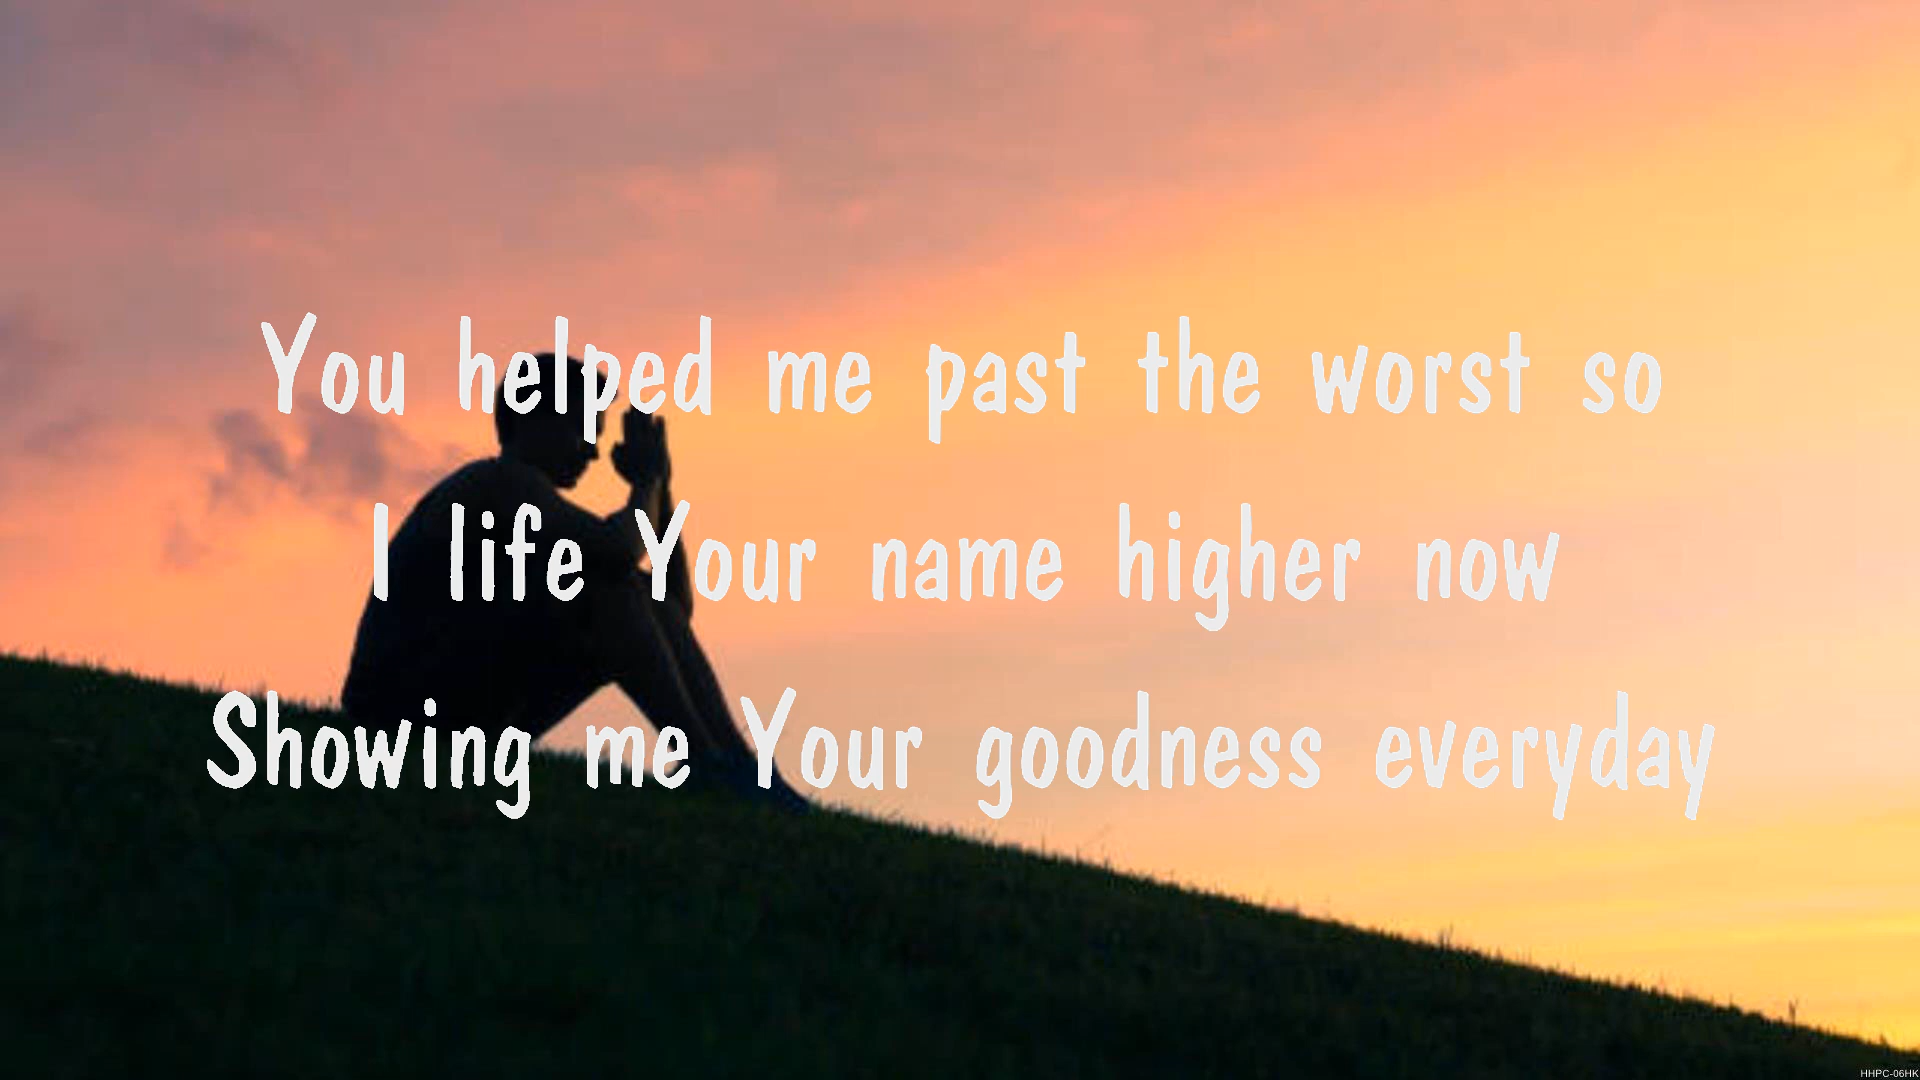 You helped me past the worst so
I life Your name higher now
Showing me Your goodness everyday
HHPC-06HK